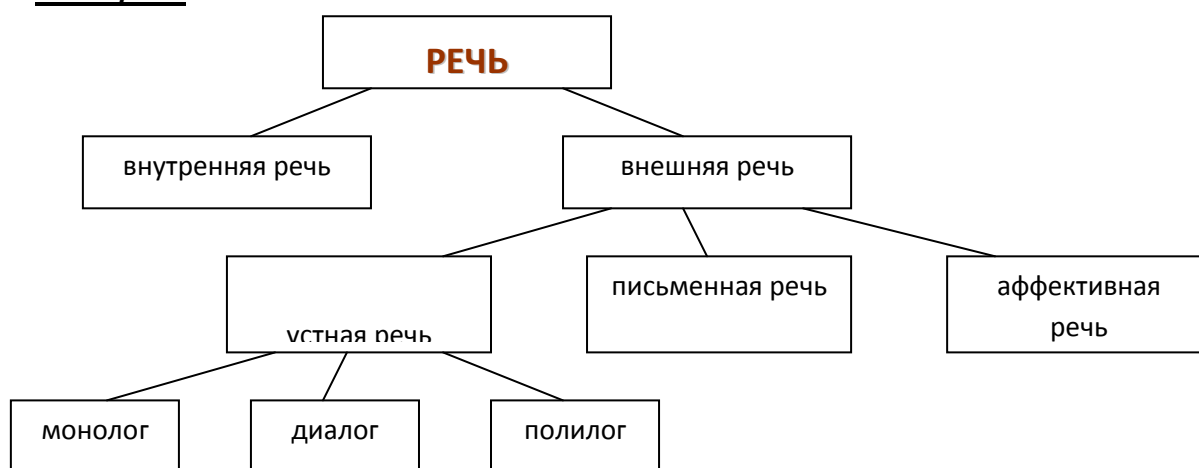 РЕЧЬ
внутренняя речь
внешняя речь
устная речь
письменная речь
аффективная
речь
монолог
диалог
полилог